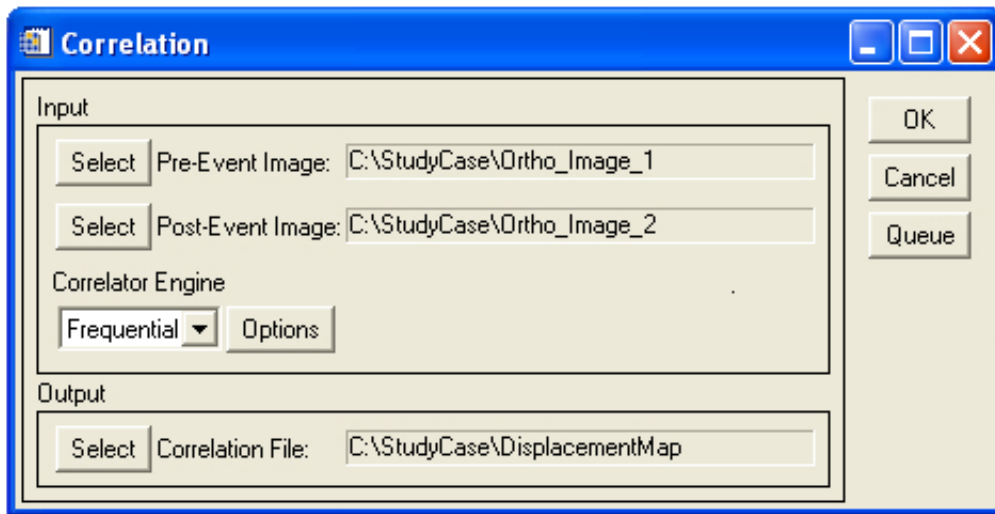 Correlation
Input
Select Pre-Event Image: C:\StudyCase\Ortho_Image_1
Select Post-Event Image: C:\StudyCase\Ortho_Image_2
Correlator Engine
Frequential Options
Output
Select Correlation File: C:\StudyCase\DisplacementMap
OK
Cancel
Queue